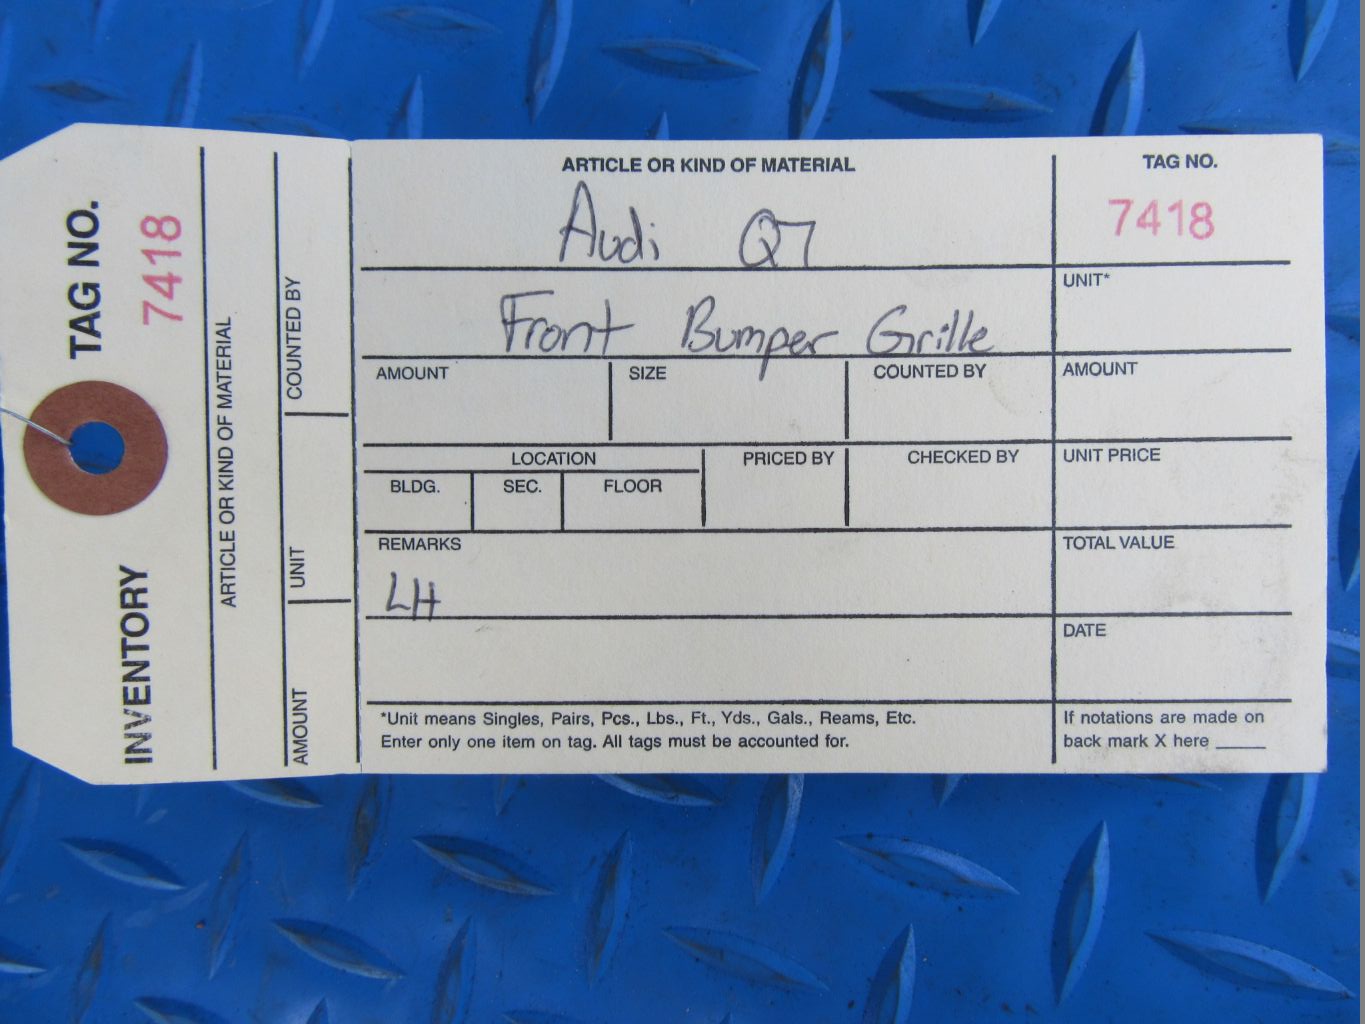 TAG NO.
7418
INVENTORY
ARTICLE OR KIND OF MATERIAL
COUNTED BY
UNIT
AMOUNT
ARTICLE OR KIND OF MATERIAL
Audi Q7
Front Bumper Grille
TAG NO.
7418
UNIT*
AMOUNT
SIZE
COUNTED BY
AMOUNT
LOCATION
BLDG.
SEC.
FLOOR
PRICED BY
CHECKED BY
UNIT PRICE
REMARKS
LH
TOTAL VALUE
DATE
*Unit means Singles, Pairs, Pcs., Lbs., Ft., Yds., Gals., Reams, Etc.
Enter only one item on tag. All tags must be accounted for.
If notations are made on
back mark X here _____